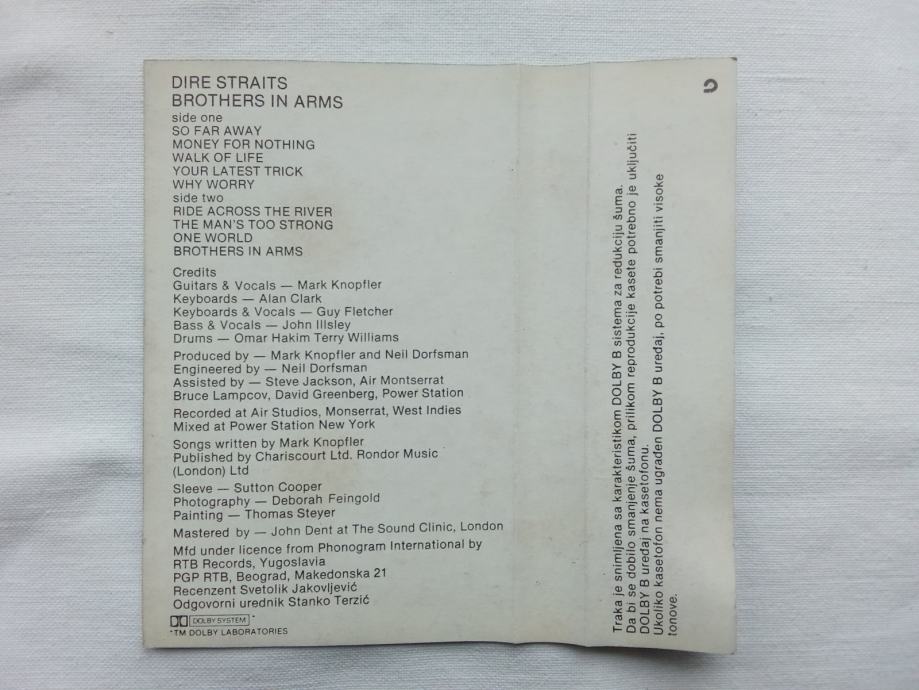 DIRE STRAITS
BROTHERS IN ARMS
side one
SO FAR AWAY
MONEY FOR NOTHING
WALK OF LIFE
YOUR LATEST TRICK
WHY WORRY
side two
RIDE ACROSS THE RIVER
THE MAN'S TOO STRONG
ONE WORLD
BROTHERS IN ARMS
Credits
Guitars & Vocals — Mark Knopfler
Keyboards — Alan Clark
Keyboards & Vocals — Guy Fletcher
Bass & Vocals — John Illsley
Drums — Omar Hakim Terry Williams
Produced by — Mark Knopfler and Neil Dorfsman
Engineered by — Neil Dorfsman
Assisted by — Steve Jackson, Air Montserrat
Bruce Lampcov, David Greenberg, Power Station
Recorded at Air Studios, Monserrat, West Indies
Mixed at Power Station New York
Songs written by Mark Knopfler
Published by Chariscourt Ltd. Rondor Music
(London) Ltd
Sleeve — Sutton Cooper
Photography — Deborah Feingold
Painting — Thomas Steyer
Mastered by — John Dent at The Sound Clinic, London
Mfd under licence from Phonogram International by
RTB Records, Yugoslavia
PGP RTB, Beograd, Makedonska 21
Recenzent Svetolik Jakovljević
Odgovorni urednik Stanko Terzić
DOLBY SYSTEM *
*TM DOLBY LABORATORIES
Traka je snimljena sa karakteristikom DOLBY B sistema za redukciju šuma.
Da bi se dobilo smanjenje šuma, prilikom reprodukcije kasete potrebno je uključiti
DOLBY B uređaj na kasetofonu.
Ukoliko kasetofon nema ugrađen DOLBY B uređaj, po potrebi smanjiti visoke
tonove.